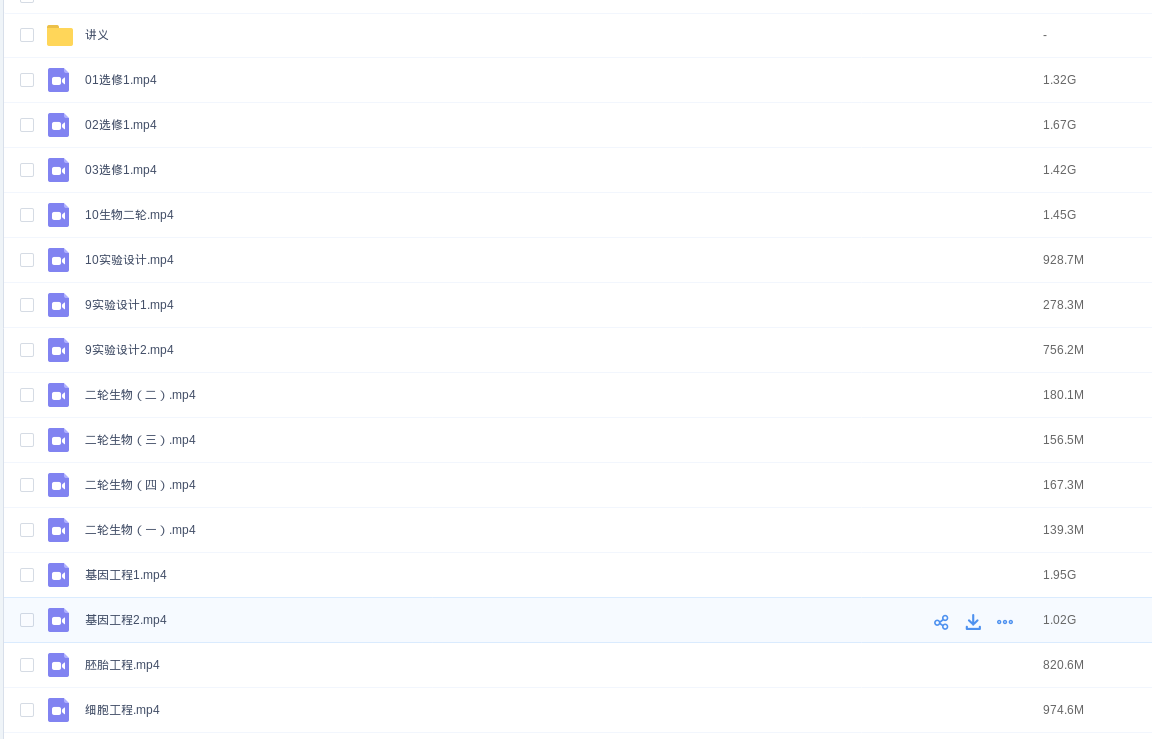 讲义 -
01选修1.mp4 1.32G
02选修1.mp4 1.67G
03选修1.mp4 1.42G
10生物二轮.mp4 1.45G
10实验设计.mp4 928.7M
9实验设计1.mp4 278.3M
9实验设计2.mp4 756.2M
二轮生物（二）.mp4 180.1M
二轮生物（三）.mp4 156.5M
二轮生物（四）.mp4 167.3M
二轮生物（一）.mp4 139.3M
基因工程1.mp4 1.95G
基因工程2.mp4 1.02G
胚胎工程.mp4 820.6M
细胞工程.mp4 974.6M